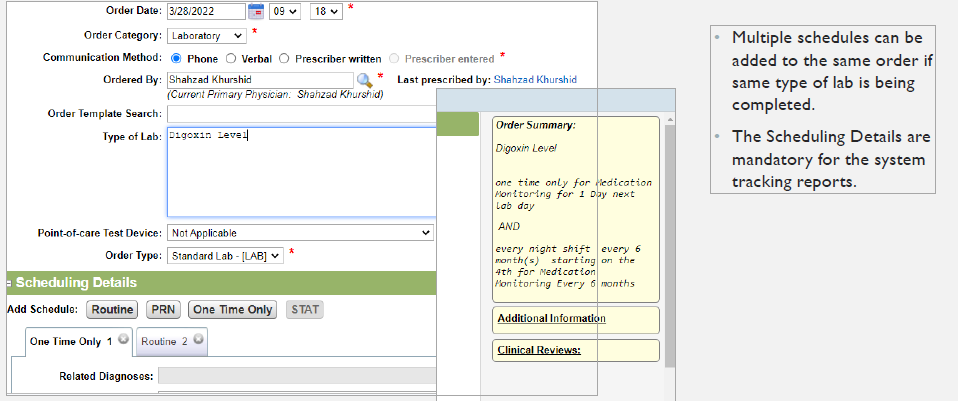 Order Date: 3/28/2022 09 18 *
Order Category: Laboratory *
Communication Method: Phone Verbal Prescriber written Prescriber entered *
Ordered By: Shahzad Khurshid * Last prescribed by: Shahzad Khurshid
(Current Primary Physician: Shahzad Khurshid)
Order Template Search:
Type of Lab: Digoxin Level
Point-of-care Test Device: Not Applicable
Order Type: Standard Lab - [LAB] *
Scheduling Details
Add Schedule: Routine PRN One Time Only STAT
One Time Only 1 Routine 2
Related Diagnoses:
Order Summary:
Digoxin Level
one time only for Medication
Monitoring for 1 Day next
lab day
AND
every night shift every 6
month(s) starting on the
4th for Medication
Monitoring Every 6 months
Additional Information
Clinical Reviews:
• Multiple schedules can be
added to the same order if
same type of lab is being
completed.
• The Scheduling Details are
mandatory for the system
tracking reports.